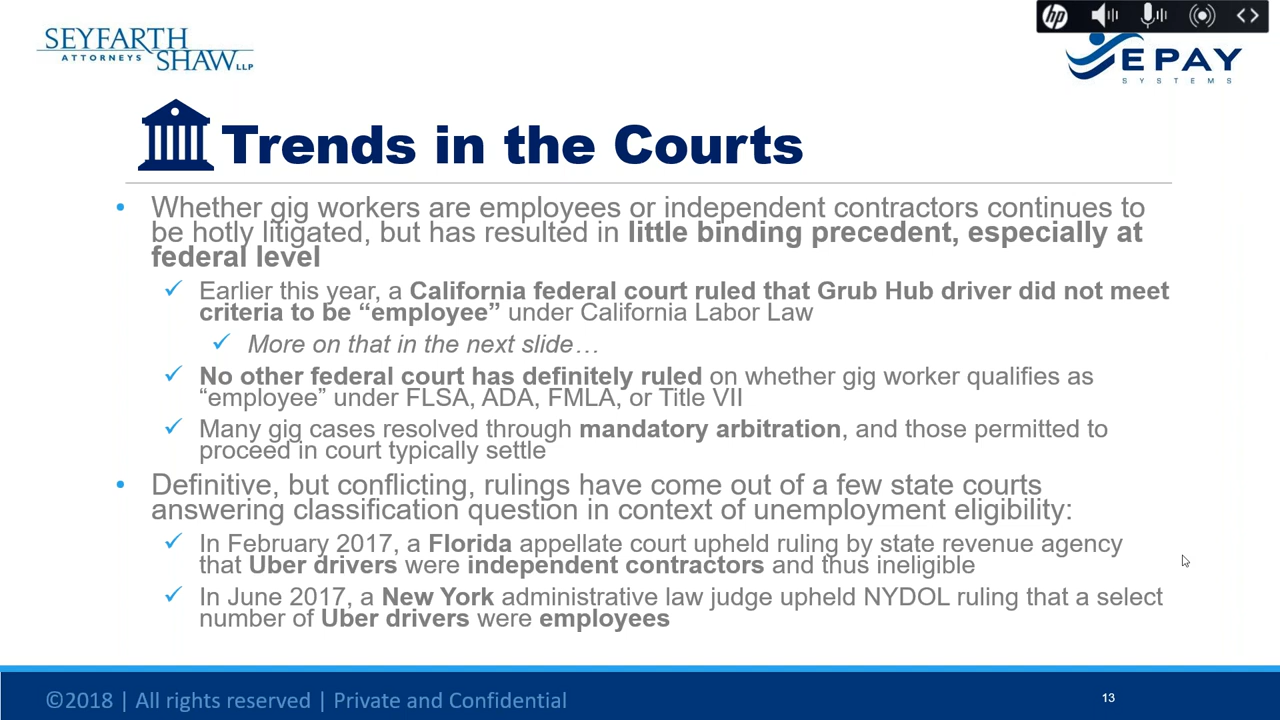 SEYFARTH
ATTORNEYS SHAW LLP
hp
EPAY
SYSTEMS
Trends in the Courts
• Whether gig workers are employees or independent contractors continues to
be hotly litigated, but has resulted in little binding precedent, especially at
federal level
✓ Earlier this year, a California federal court ruled that Grub Hub driver did not meet
criteria to be “employee” under California Labor Law
✓ More on that in the next slide…
✓ No other federal court has definitely ruled on whether gig worker qualifies as
“employee” under FLSA, ADA, FMLA, or Title VII
✓ Many gig cases resolved through mandatory arbitration, and those permitted to
proceed in court typically settle
• Definitive, but conflicting, rulings have come out of a few state courts
answering classification question in context of unemployment eligibility:
✓ In February 2017, a Florida appellate court upheld ruling by state revenue agency
that Uber drivers were independent contractors and thus ineligible
✓ In June 2017, a New York administrative law judge upheld NYDOL ruling that a select
number of Uber drivers were employees
©2018 | All rights reserved | Private and Confidential
13